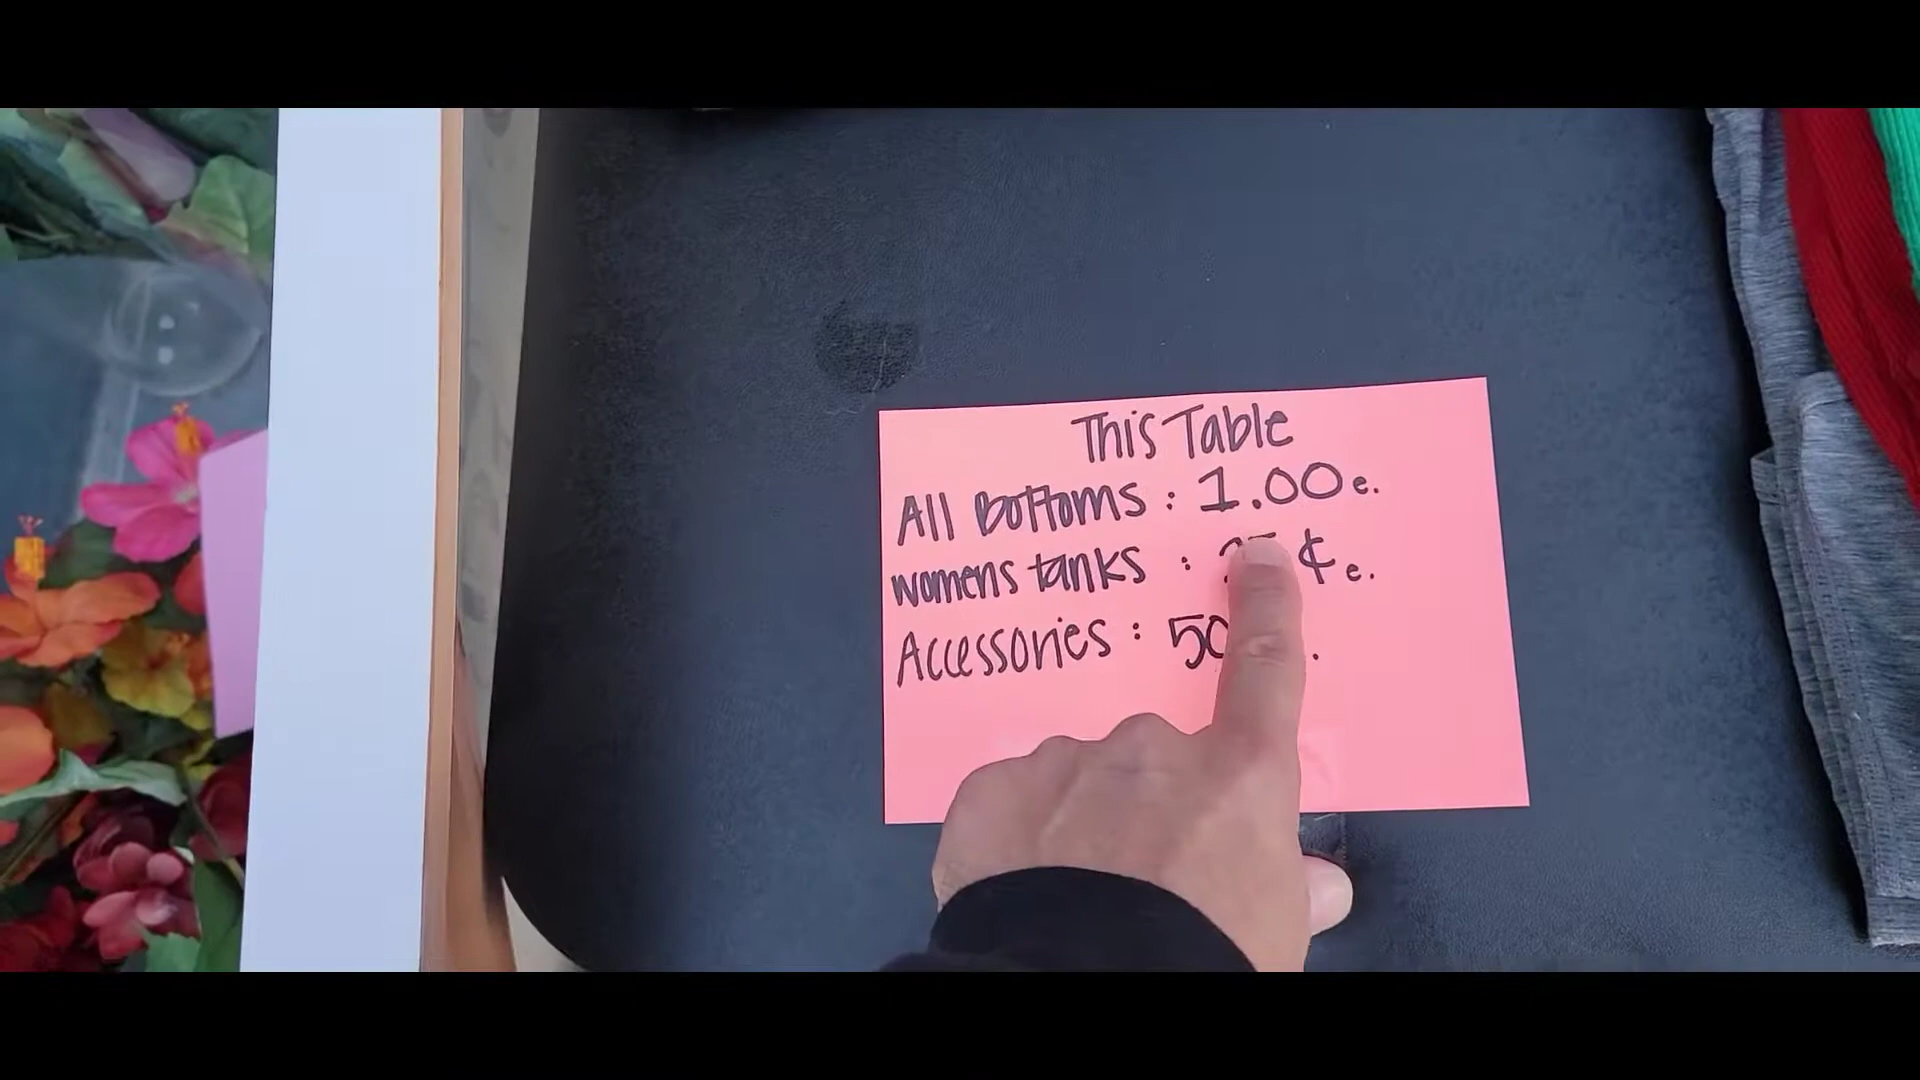 This Table
All Bottoms : 1.00 e.
womens tanks : ¢ e.
Accessories : 50